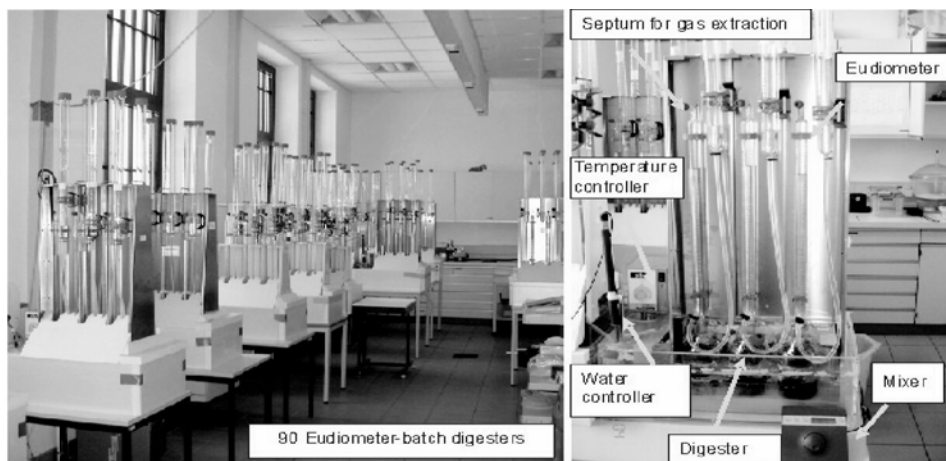 90 Eudiometer-batch digesters
Septum for gas extraction
Eudiometer
Temperature
controller
Water
controller
Digester
Mixer